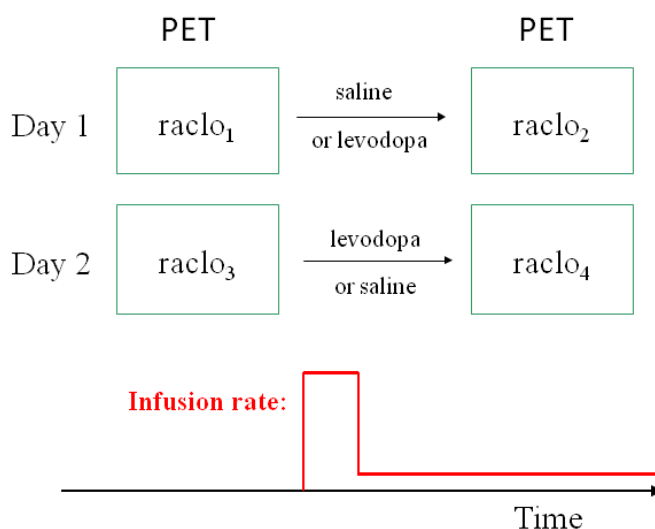 PET PET
Day 1 raclo₁ saline raclo₂
or levodopa
Day 2 raclo₃ levodopa raclo₄
or saline
Infusion rate:
Time